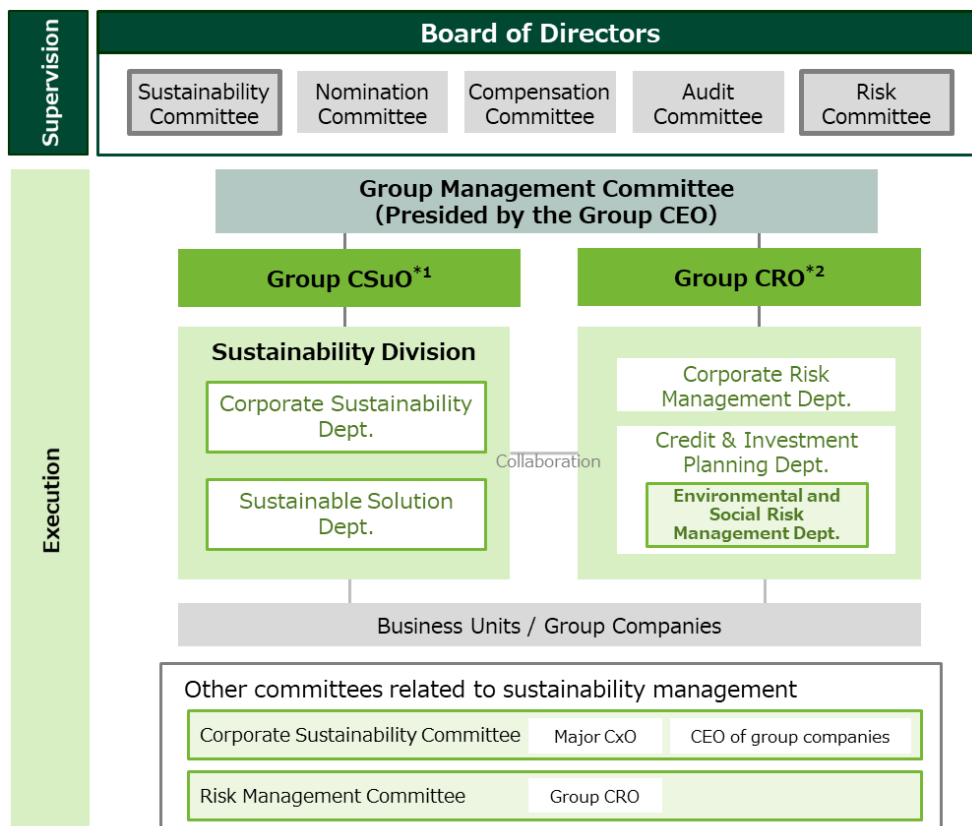 Supervision
Board of Directors
Sustainability
Committee
Nomination
Committee
Compensation
Committee
Audit
Committee
Risk
Committee
Execution
Group Management Committee
(Presided by the Group CEO)
Group CSuO*1
Group CRO*2
Sustainability Division
Corporate Sustainability
Dept.
Sustainable Solution
Dept.
Collaboration
Corporate Risk
Management Dept.
Credit & Investment
Planning Dept.
Environmental and
Social Risk
Management Dept.
Business Units / Group Companies
Other committees related to sustainability management
Corporate Sustainability Committee
Major CxO
CEO of group companies
Risk Management Committee
Group CRO